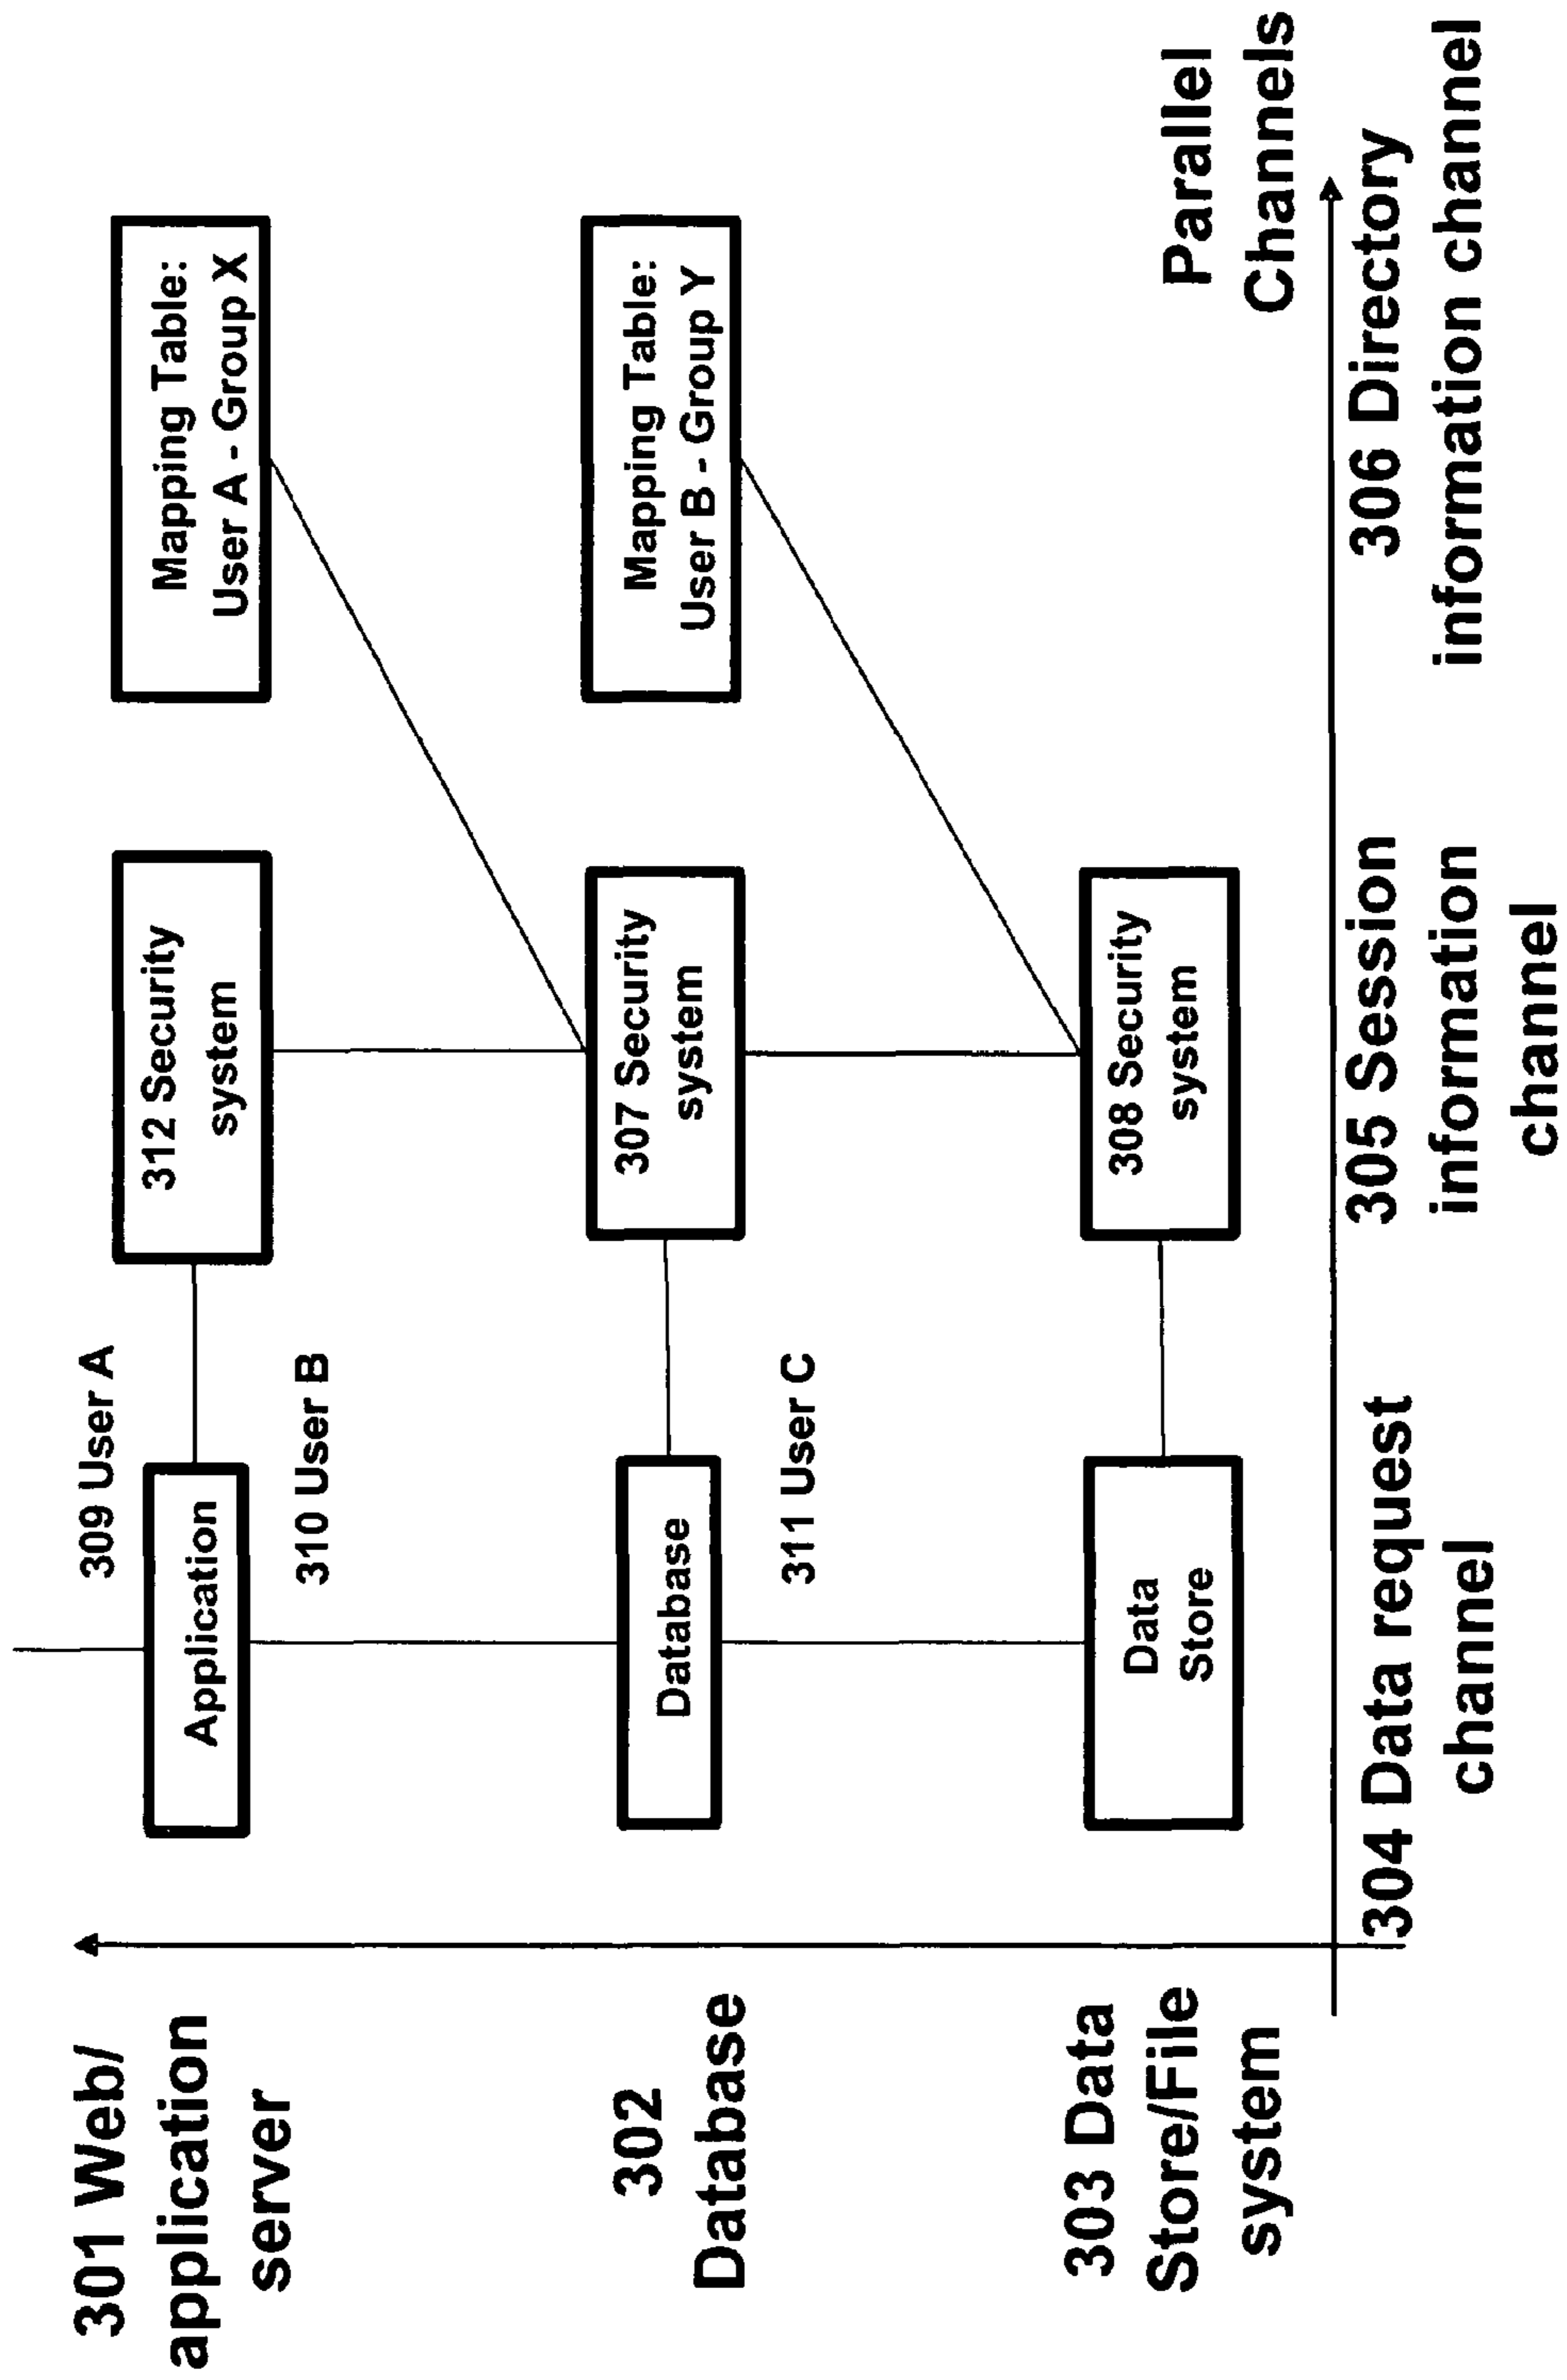 301 Web/
application
server
309 User A
Application
310 User B
312 Security
system
Mapping Table:
User A - Group X
302
Database
Database
311 User C
307 Security
system
Mapping Table:
User B - Group Y
303 Data
Store/File
system
Data
Store
308 Security
system
Parallel
Channels
304 Data request
channel
305 Session
information
channel
306 Directory
information channel